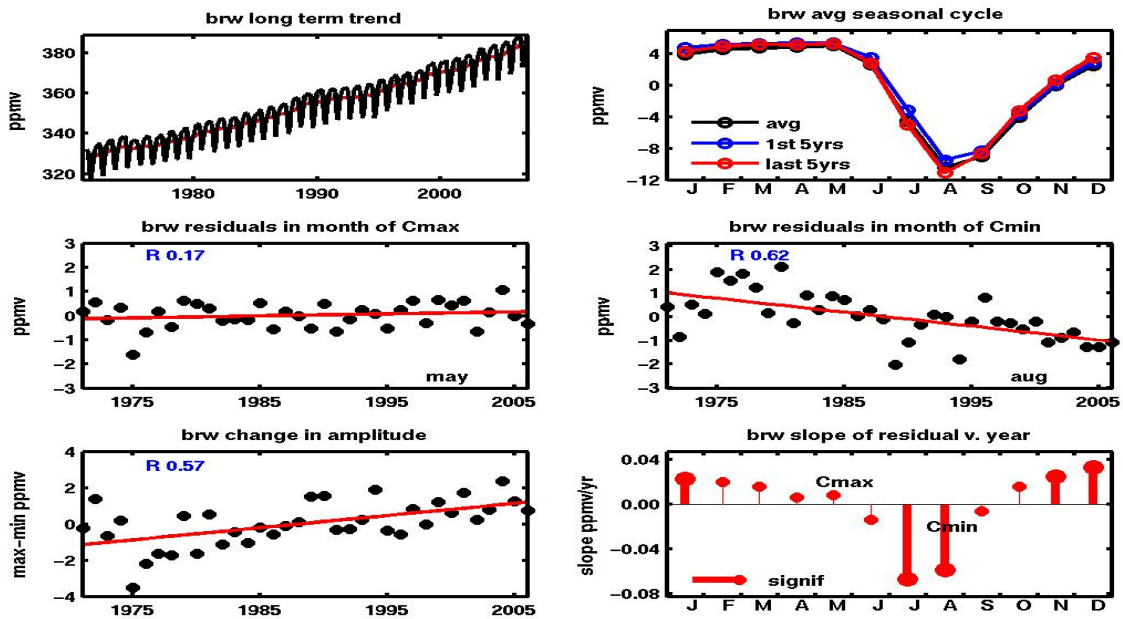 brw long term trend
ppmv
380
360
340
320
1980 1990 2000
brw avg seasonal cycle
ppmv
4
0
−4
−8
−12
avg
1st 5yrs
last 5yrs
J F M A M J J A S O N D
brw residuals in month of Cmax
R 0.17
ppmv
3
2
1
0
−1
−2
−3
may
1975 1985 1995 2005
brw residuals in month of Cmin
R 0.62
ppmv
3
2
1
0
−1
−2
−3
aug
1975 1985 1995 2005
brw change in amplitude
R 0.57
max−min ppmv
4
2
0
−2
−4
1975 1985 1995 2005
brw slope of residual v. year
slope ppmv/yr
0.04
0.00
−0.04
−0.08
Cmax
Cmin
signif
J F M A M J J A S O N D